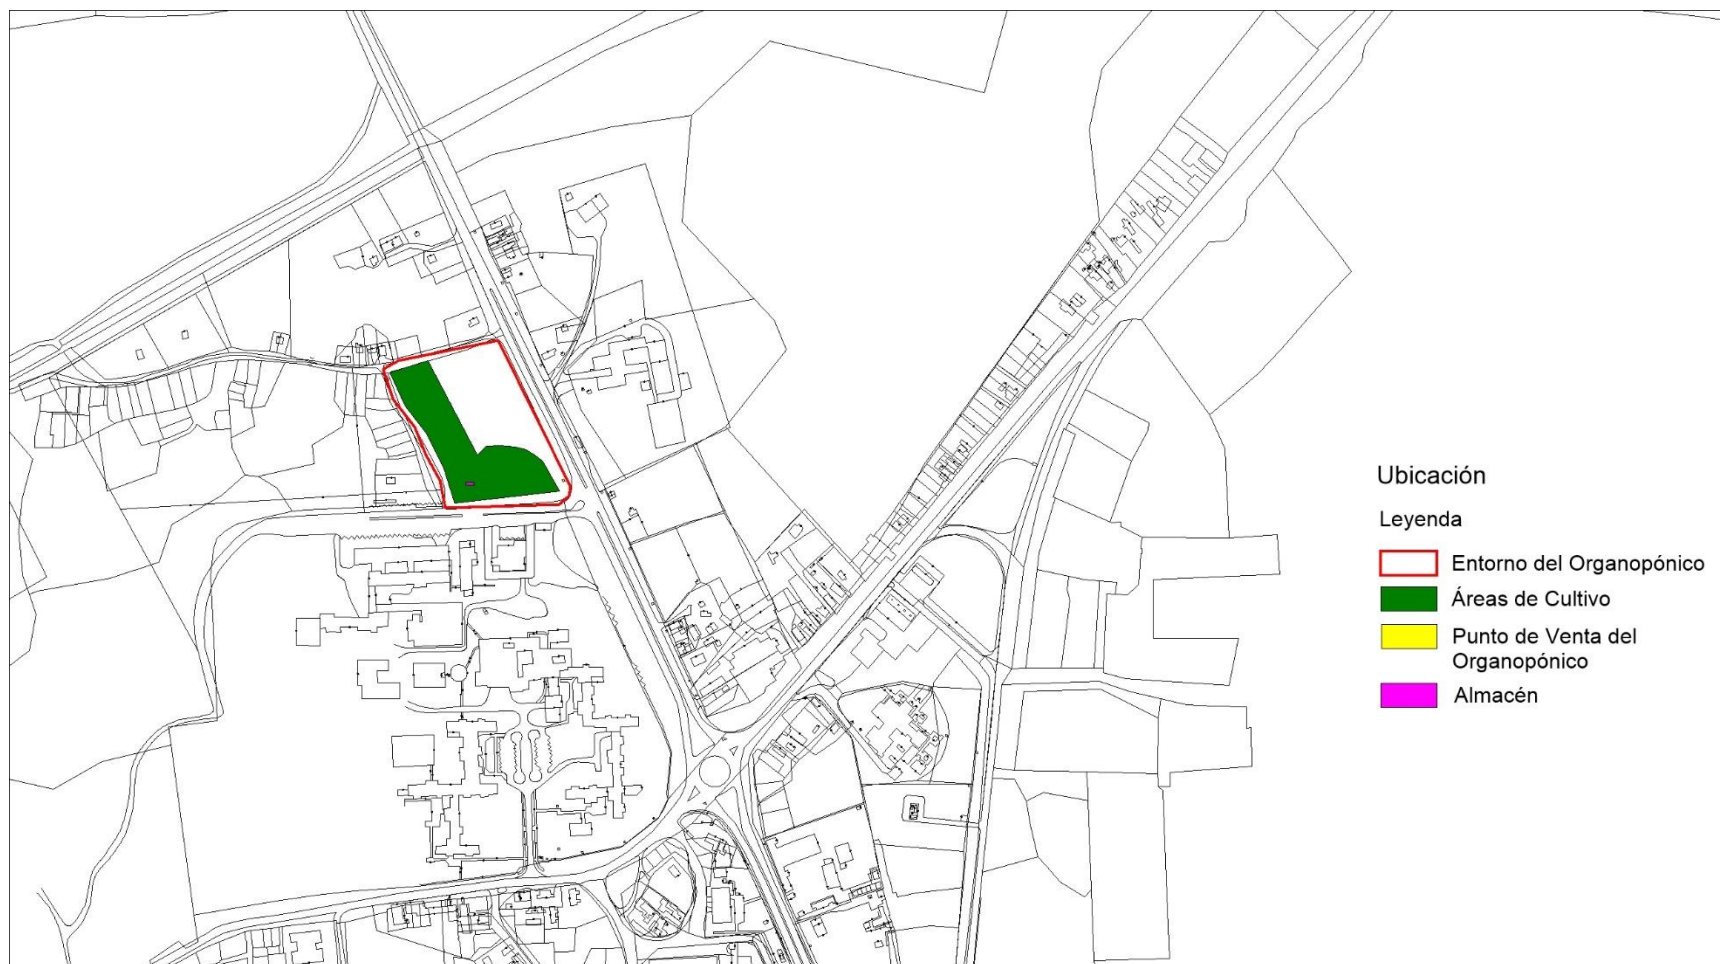 Ubicación
Leyenda
Entorno del Organopónico
Áreas de Cultivo
Punto de Venta del
Organopónico
Almacén